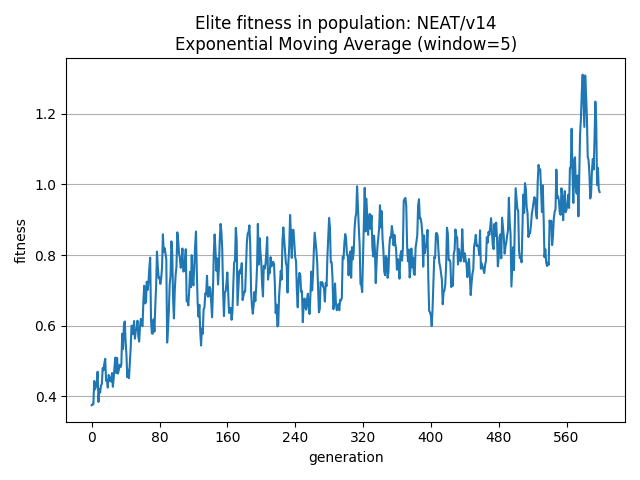 Elite fitness in population: NEAT/v14
Exponential Moving Average (window=5)
1.2
1.0
0.8
0.6
0.4
fitness
0 80 160 240 320 400 480 560
generation